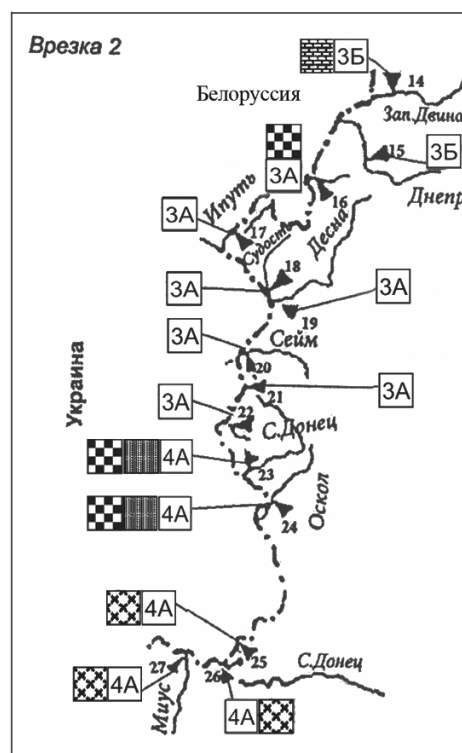 Врезка 2
3Б
14
Белоруссия
Зап.Двина
15
3Б
3А
Днепр
16
3А
Ипуть
17
Судость
Десна
18
3А
3А
19
3А
Сейм
20
21
3А
Украина
3А
22
С.Донец
4А
23
4А
Оскол
24
4А
25
4А
27
26
С.Донец
Миус
4А